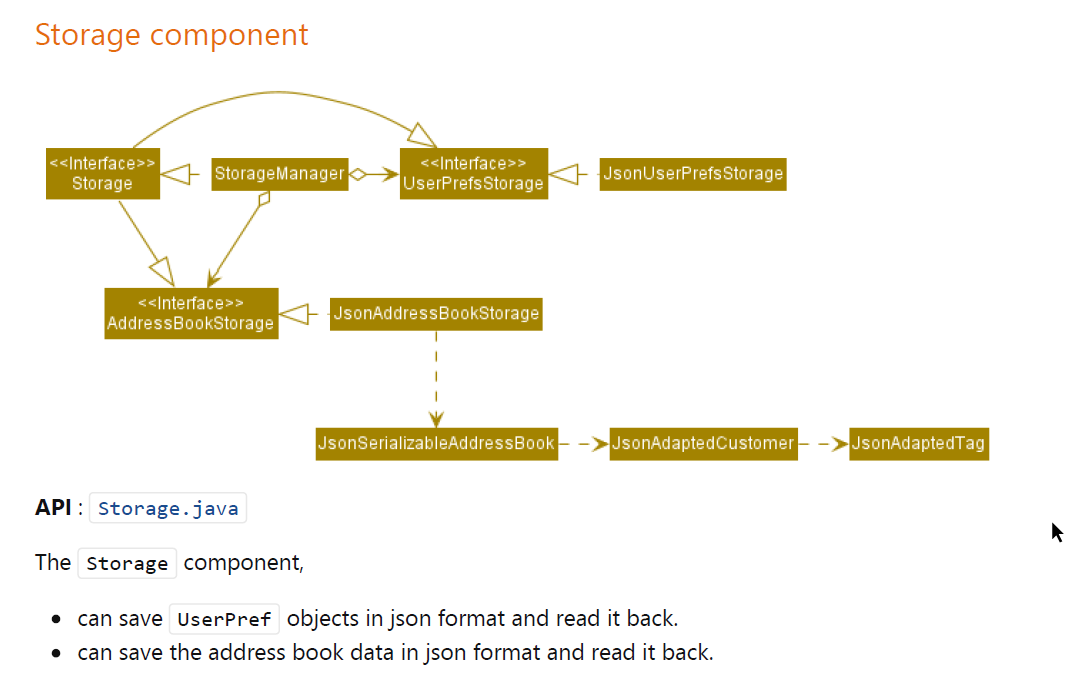 Storage component
<<Interface>>
Storage
StorageManager
<<Interface>>
UserPrefsStorage
JsonUserPrefsStorage
<<Interface>>
AddressBookStorage
JsonAddressBookStorage
JsonSerializableAddressBook
JsonAdaptedCustomer
JsonAdaptedTag
API : Storage.java
The Storage component,
can save UserPref objects in json format and read it back.
can save the address book data in json format and read it back.